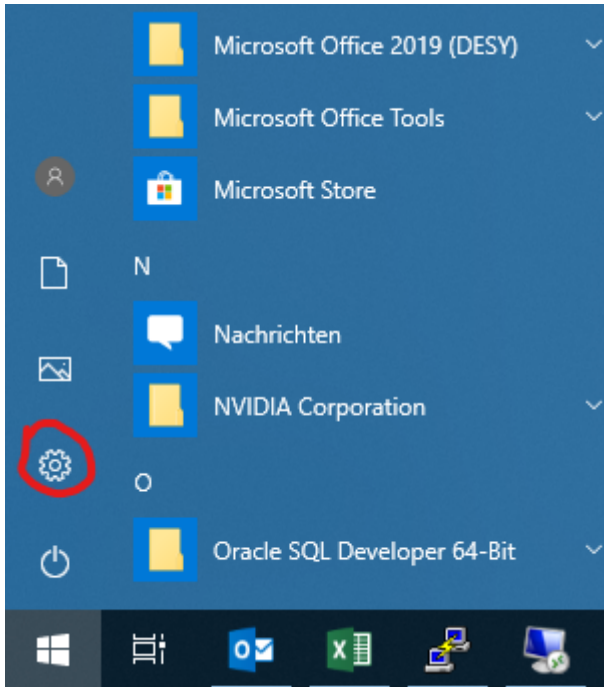 Microsoft Office 2019 (DESY)
Microsoft Office Tools
Microsoft Store
N
Nachrichten
NVIDIA Corporation
O
Oracle SQL Developer 64-Bit